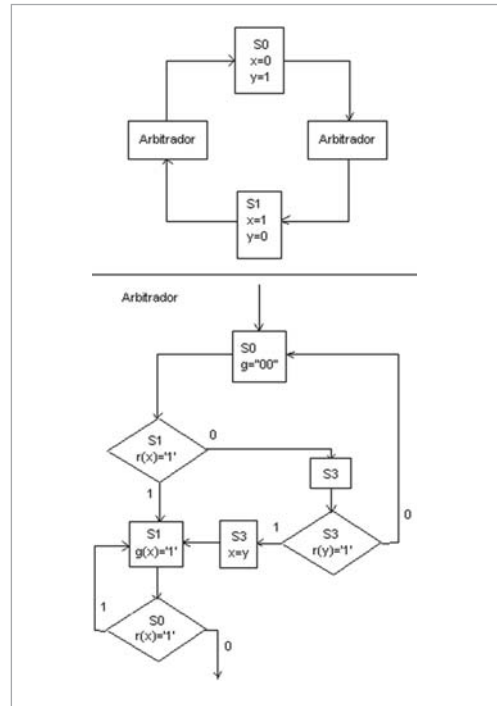 S0
x=0
y=1
Arbitrador
Arbitrador
S1
x=1
y=0
Arbitrador
S0
g="00"
S1
r(x)='1'
0
1
S3
S3
r(y)='1'
0
1
S3
x=y
S1
g(x)='1'
1
S0
r(x)='1'
0